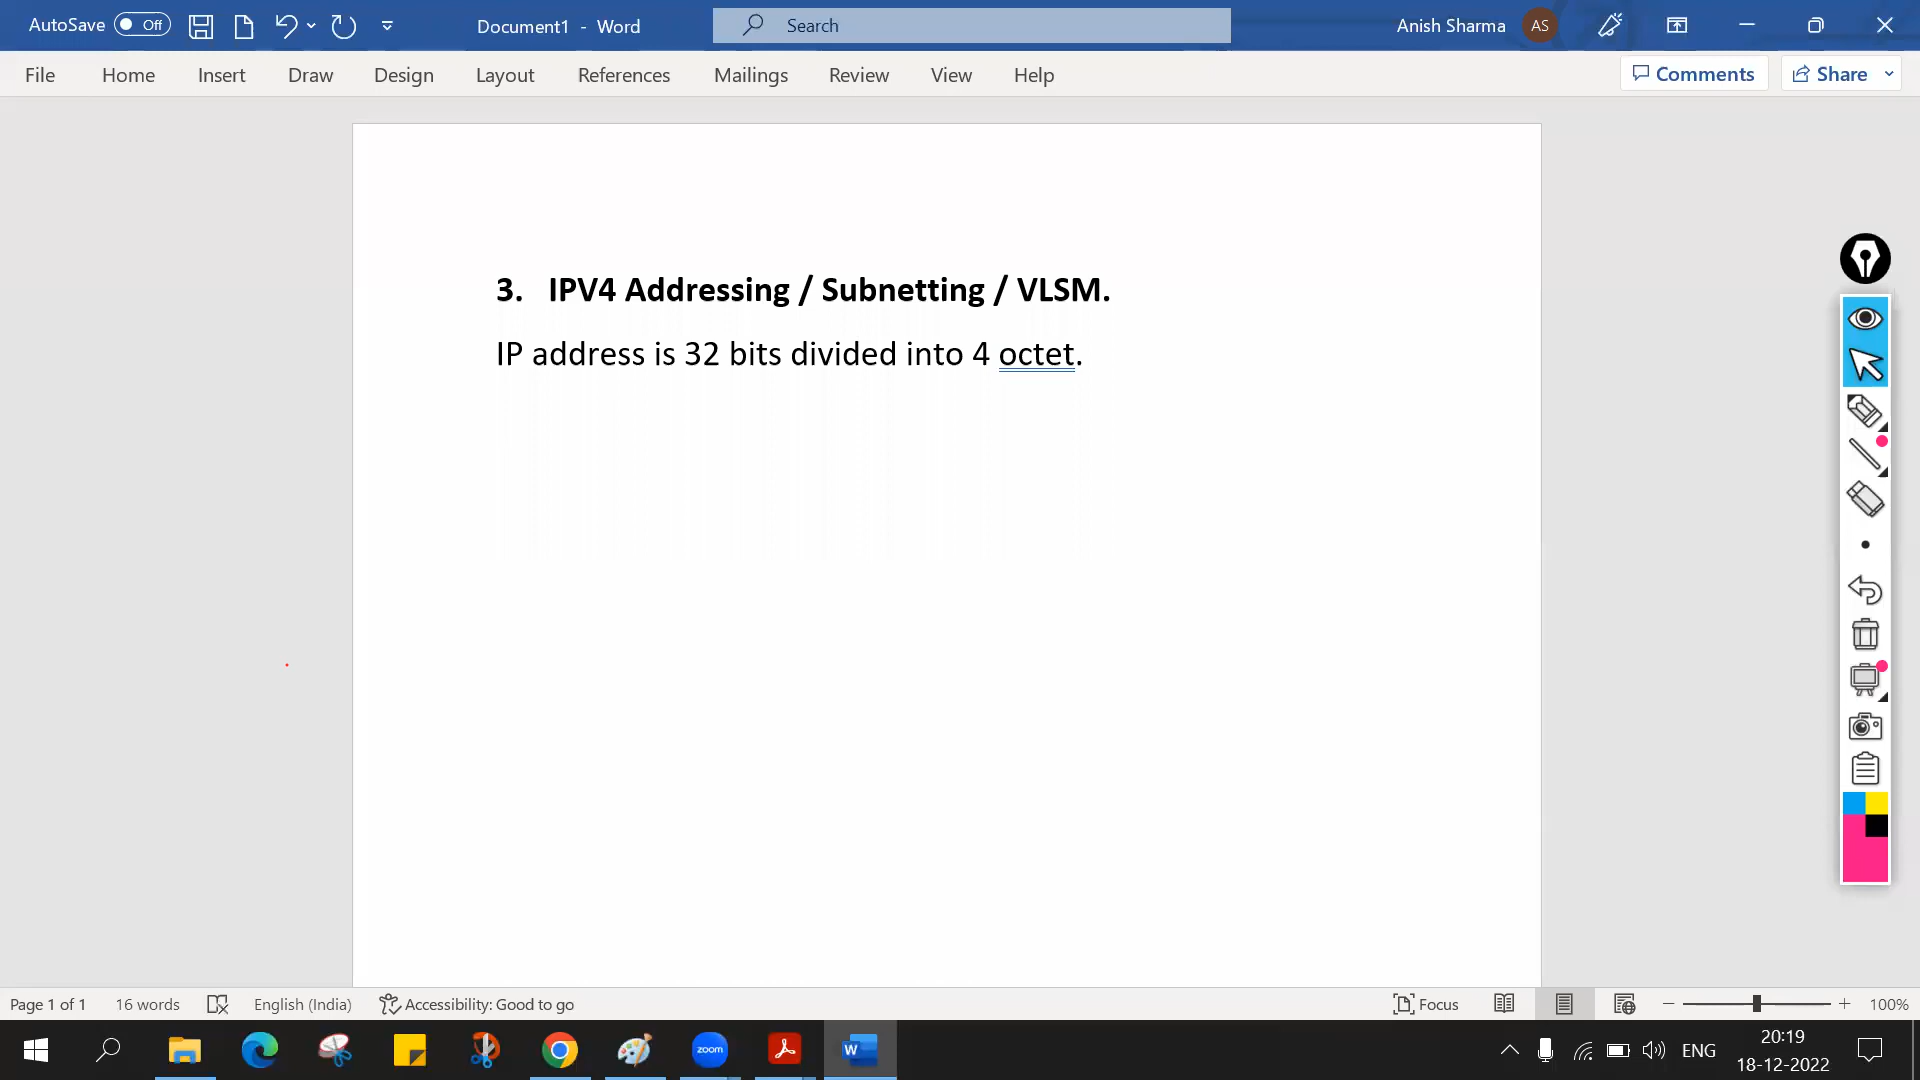 AutoSave Off Document1 - Word Search Anish Sharma AS
File Home Insert Draw Design Layout References Mailings Review View Help Comments Share
3. IPV4 Addressing / Subnetting / VLSM.
IP address is 32 bits divided into 4 octet.
Page 1 of 1 16 words English (India) Accessibility: Good to go Focus 100%
zoom W ENG 20:19
18-12-2022